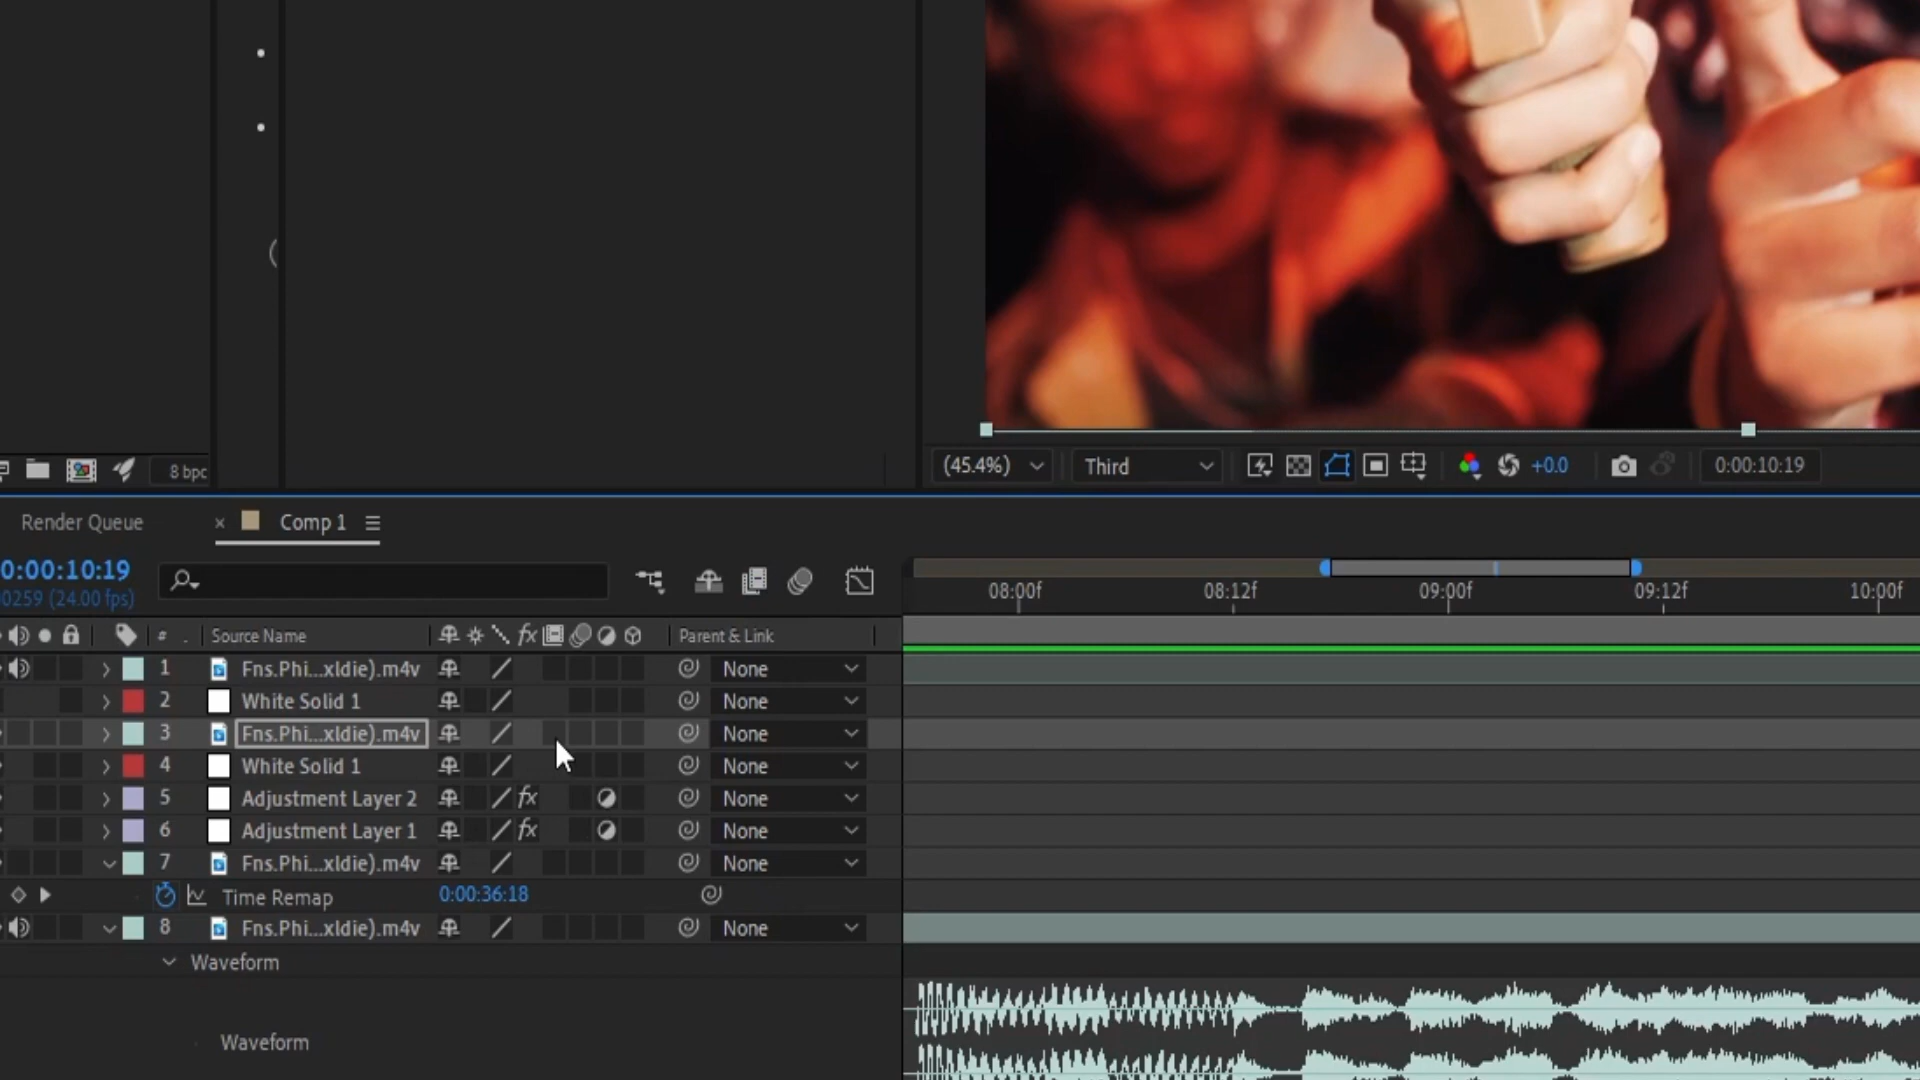 8 bpc
(45.4%)
Third
+0.0
0:00:10:19
Render Queue
× Comp 1
0:00:10:19
00259 (24.00 fps)
08:00f 08:12f 09:00f 09:12f 10:00f
# . Source Name fx Parent & Link
1 Fns.Phi...xldie).m4v None
2 White Solid 1 None
3 Fns.Phi...xldie).m4v None
4 White Solid 1 None
5 Adjustment Layer 2 fx None
6 Adjustment Layer 1 fx None
7 Fns.Phi...xldie).m4v None
Time Remap 0:00:36:18
8 Fns.Phi...xldie).m4v None
Waveform
Waveform